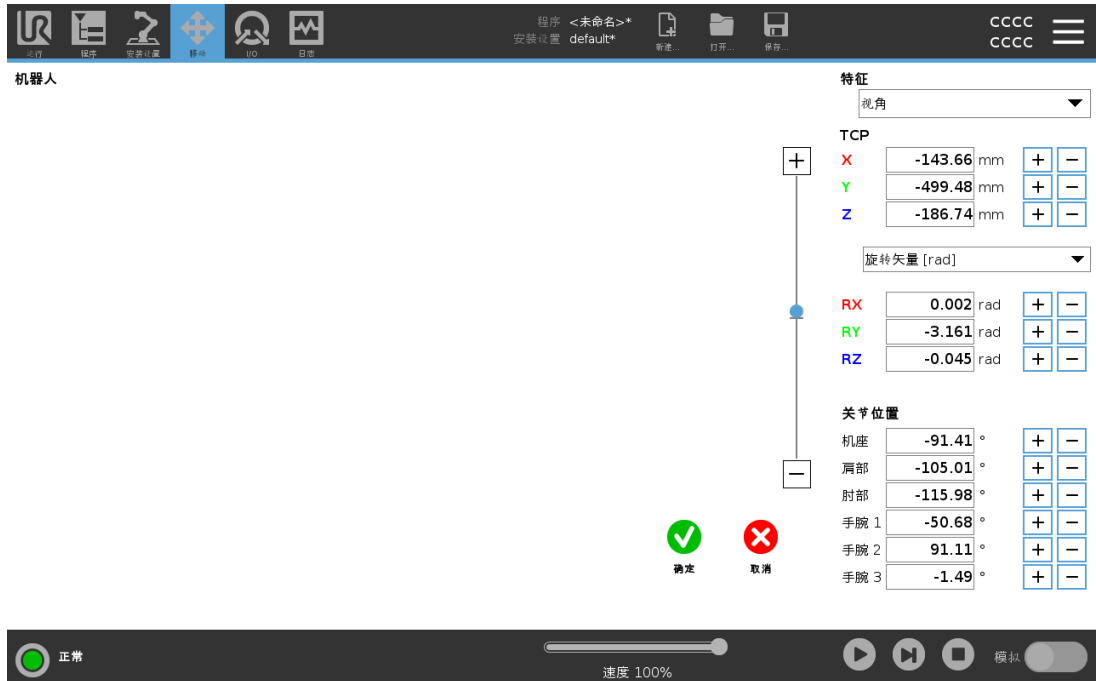 程序 <未命名>*
安装设置 default*
CCCC
CCCC
运行 程序 安装设置 移动 I/O 日志 新建... 打开... 保存...
机器人
特征
视角
TCP
X -143.66 mm + −
Y -499.48 mm + −
Z -186.74 mm + −
旋转矢量 [rad]
RX 0.002 rad + −
RY -3.161 rad + −
RZ -0.045 rad + −
关节位置
机座 -91.41 ° + −
肩部 -105.01 ° + −
肘部 -115.98 ° + −
手腕 1 -50.68 ° + −
手腕 2 91.11 ° + −
手腕 3 -1.49 ° + −
确定 取消
正常
速度 100%
模拟